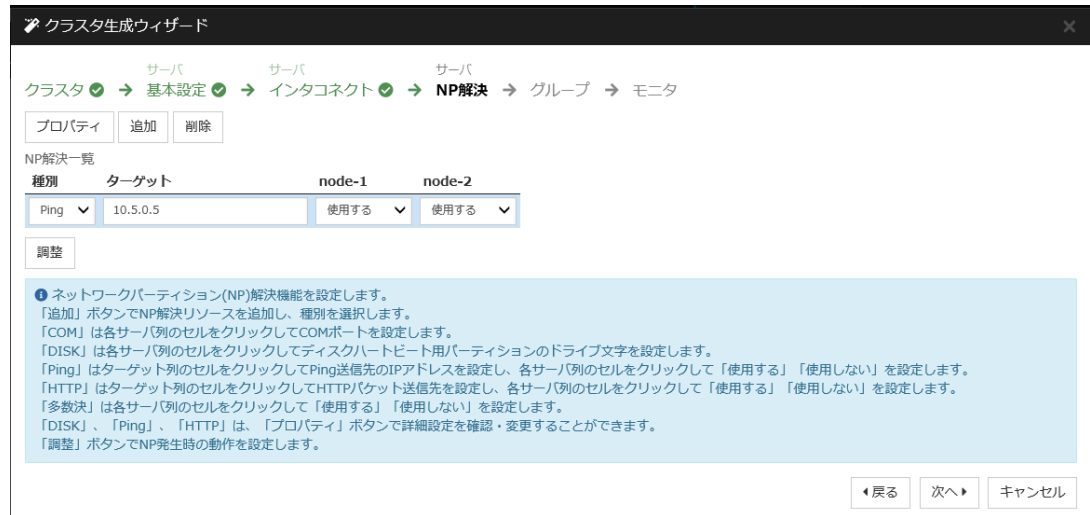 クラスタ生成ウィザード
サーバ サーバ サーバ
クラスタ → 基本設定 → インタコネクト → NP解決 → グループ → モニタ
プロパティ 追加 削除
NP解決一覧
種別 ターゲット node-1 node-2
Ping 10.5.0.5 使用する 使用する
調整
ネットワークパーティション(NP)解決機能を設定します。
「追加」ボタンでNP解決リソースを追加し、種別を選択します。
「COM」は各サーバ列のセルをクリックしてCOMポートを設定します。
「DISK」は各サーバ列のセルをクリックしてディスクハートビート用パーティションのドライブ文字を設定します。
「Ping」はターゲット列のセルをクリックしてPing送信先のIPアドレスを設定し、各サーバ列のセルをクリックして「使用する」「使用しない」を設定します。
「HTTP」はターゲット列のセルをクリックしてHTTPパケット送信先を設定し、各サーバ列のセルをクリックして「使用する」「使用しない」を設定します。
「多数決」は各サーバ列のセルをクリックして「使用する」「使用しない」を設定します。
「DISK」、「Ping」、「HTTP」は、「プロパティ」ボタンで詳細設定を確認・変更することができます。
「調整」ボタンでNP発生時の動作を設定します。
戻る 次へ キャンセル